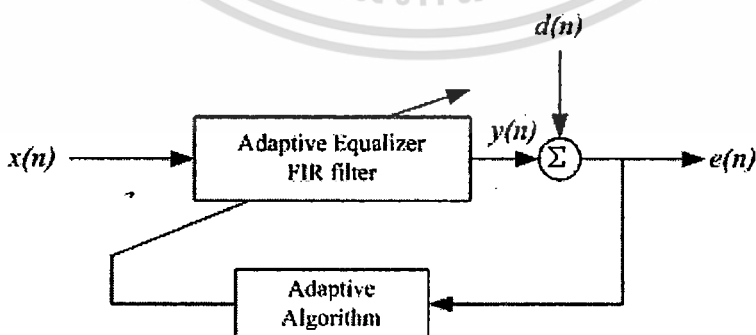 d(n)
x(n)
Adaptive Equalizer
FIR filter
y(n)
Σ
e(n)
Adaptive
Algorithm